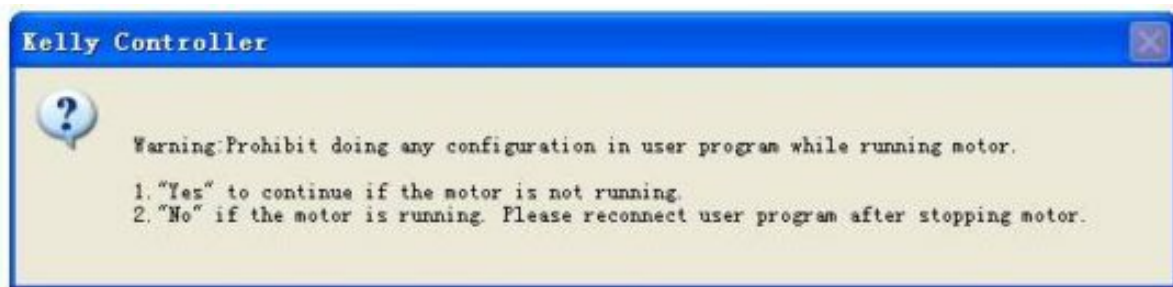 Kelly Controller
Warning:Prohibit doing any configuration in user program while running motor.
1."Yes" to continue if the motor is not running.
2."No" if the motor is running. Please reconnect user program after stopping motor.